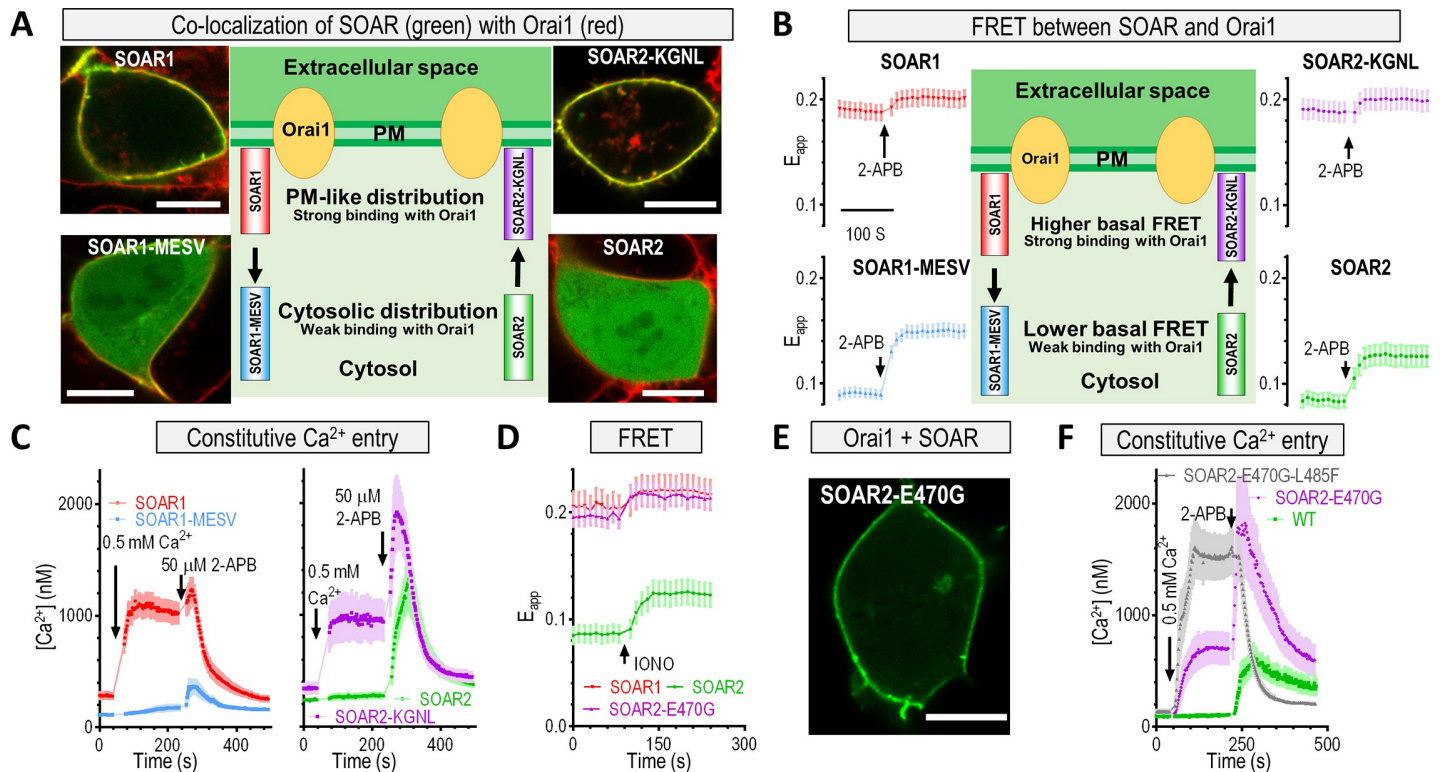 A
Co-localization of SOAR (green) with Orai1 (red)
SOAR1
SOAR2-KGNL
Extracellular space
Orai1
PM
SOAR1
SOAR2-KGNL
PM-like distribution
Strong binding with Orai1
SOAR1-MESV
SOAR2
SOAR1-MESV
SOAR2
Cytosolic distribution
Weak binding with Orai1
Cytosol
B
FRET between SOAR and Orai1
SOAR1
SOAR2-KGNL
Extracellular space
0.2
0.2
Eapp
Orai1
PM
2-APB
2-APB
SOAR1
SOAR2-KGNL
0.1
0.1
Higher basal FRET
Strong binding with Orai1
100 S
SOAR1-MESV
SOAR2
0.2
0.2
Eapp
2-APB
2-APB
SOAR1-MESV
SOAR2
Lower basal FRET
Weak binding with Orai1
0.1
0.1
Cytosol
C
Constitutive Ca²⁺ entry
2000
1000
0
[Ca²⁺] (nM)
SOAR1
SOAR1-MESV
0.5 mM Ca²⁺
50 µM 2-APB
0
200
400
Time (s)
50 µM
2-APB
0.5 mM
Ca²⁺
SOAR2
SOAR2-KGNL
0
200
400
Time (s)
D
FRET
0.2
0.1
0.0
Eapp
IONO
SOAR1
SOAR2
SOAR2-E470G
0
150
300
Time (s)
E
Orai1 + SOAR
SOAR2-E470G
F
Constitutive Ca²⁺ entry
2000
1000
0
[Ca²⁺] (nM)
SOAR2-E470G-L485F
SOAR2-E470G
2-APB
WT
0.5 mM Ca²⁺
0
250
500
Time (s)